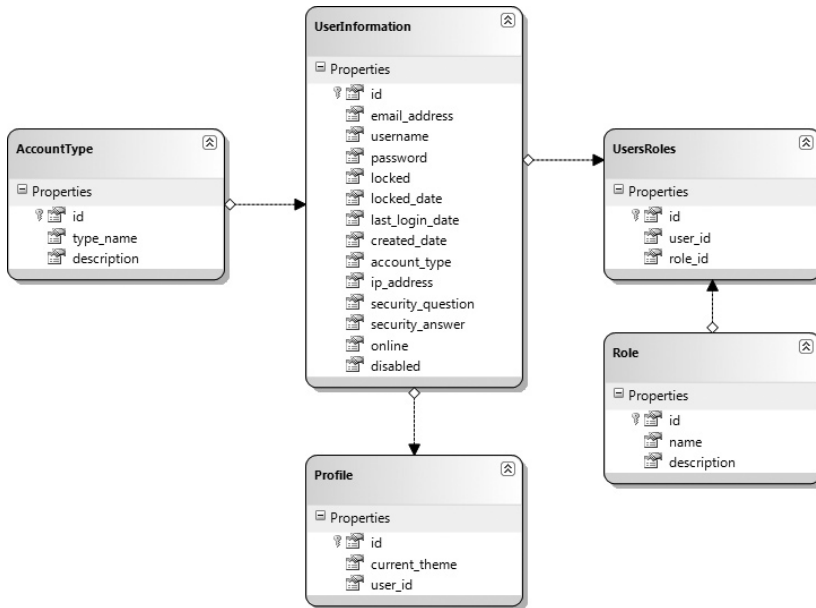 UserInformation
Properties
id
email_address
username
password
locked
locked_date
last_login_date
created_date
account_type
ip_address
security_question
security_answer
online
disabled
AccountType
Properties
id
type_name
description
UsersRoles
Properties
id
user_id
role_id
Role
Properties
id
name
description
Profile
Properties
id
current_theme
user_id